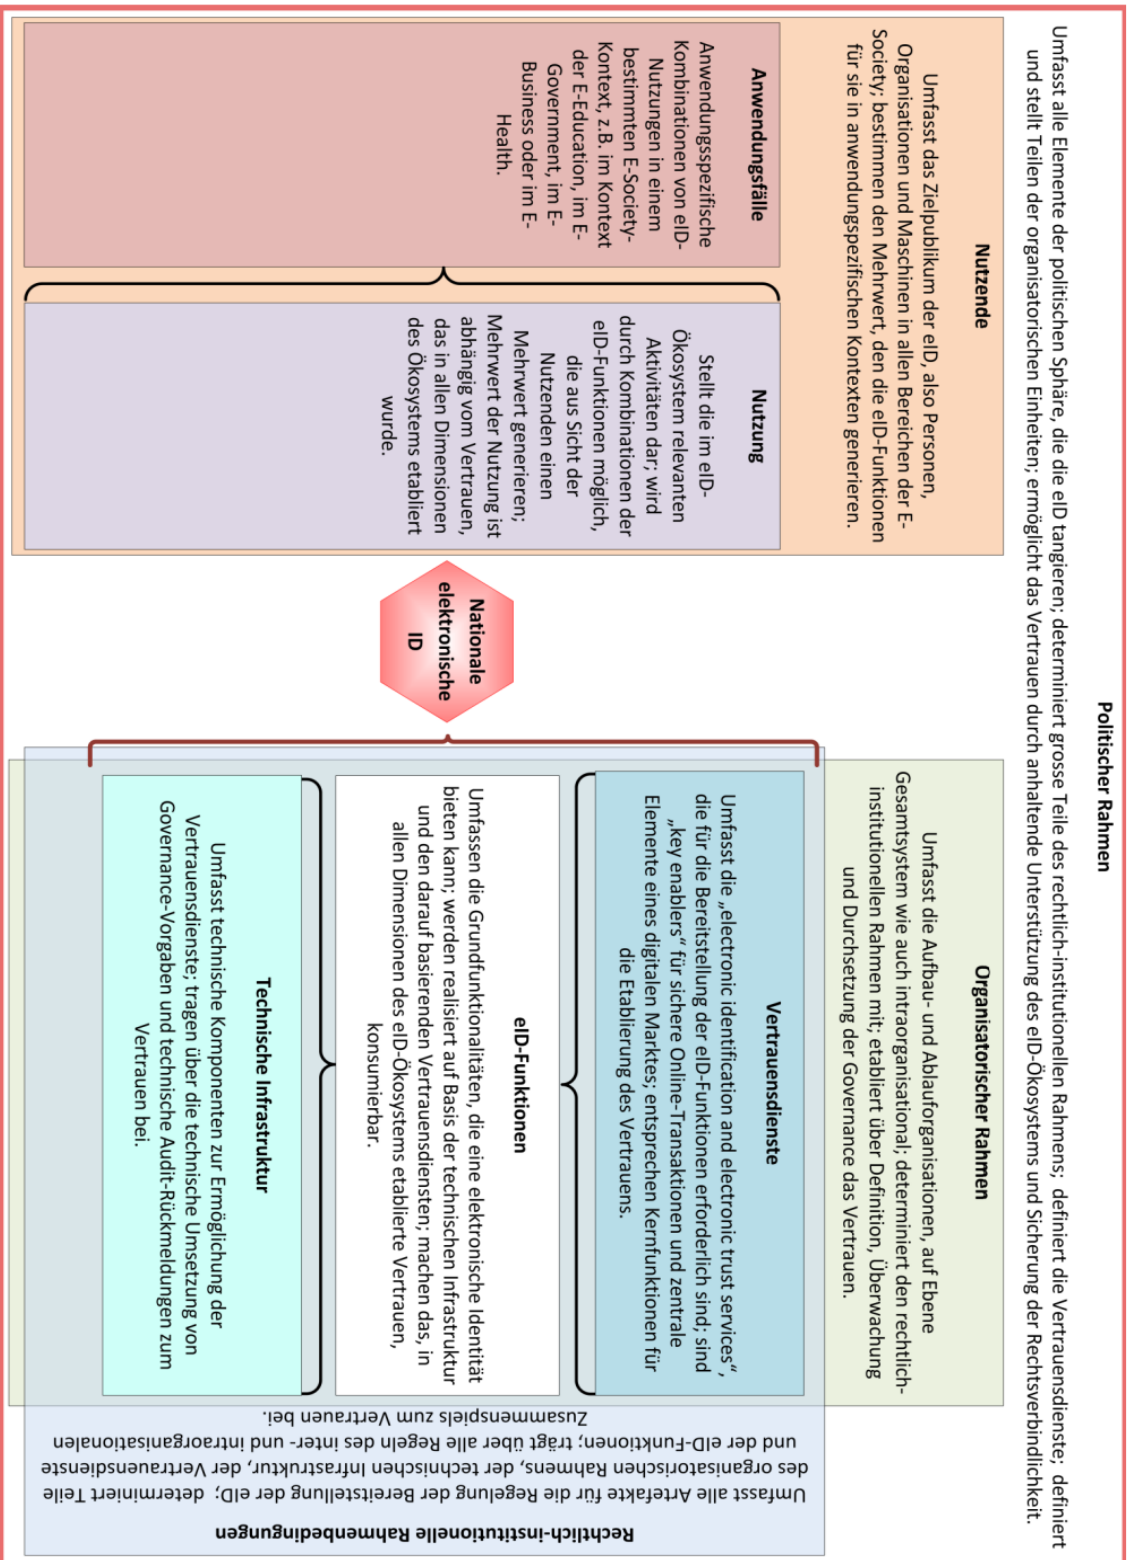 Politischer Rahmen
Umfasst alle Elemente der politischen Sphäre, die die eID tangieren; determiniert grosse Teile des rechtlich-institutionellen Rahmens; definiert die Vertrauensdienste; definiert
und stellt Teilen der organisatorischen Einheiten; ermöglicht das Vertrauen durch anhaltende Unterstützung des eID-Ökosystems und Sicherung der Rechtsverbindlichkeit.
Nutzende
Umfasst das Zielpublikum der eID, also Personen,
Organisationen und Maschinen in allen Bereichen der E-
Society; bestimmen den Mehrwert, den die eID-Funktionen
für sie in anwendungspezifischen Kontexten generieren.
Anwendungsfälle
Anwendungsspezifische
Kombinationen von eID-
Nutzungen in einem
bestimmten E-Society-
Kontext, z.B. im Kontext
der E-Education, im E-
Government, im E-
Business oder im E-
Health.
Nutzung
Stellt die im eID-
Ökosystem relevanten
Aktivitäten dar; wird
durch Kombinationen der
eID-Funktionen möglich,
die aus Sicht der
Nutzenden einen
Mehrwert generieren;
Mehrwert der Nutzung ist
abhängig vom Vertrauen,
das in allen Dimensionen
des Ökosystems etabliert
wurde.
Nationale
elektronische
ID
Organisatorischer Rahmen
Umfasst die Aufbau- und Ablauforganisationen, auf Ebene
Gesamtsystem wie auch intraorganisational; determiniert den rechtlich-
institutionellen Rahmen mit; etabliert über Definition, Überwachung
und Durchsetzung der Governance das Vertrauen.
Vertrauensdienste
Umfasst die „electronic identification and electronic trust services“,
die für die Bereitstellung der eID-Funktionen erforderlich sind; sind
„key enablers“ für sichere Online-Transaktionen und zentrale
Elemente eines digitalen Marktes; entsprechen Kernfunktionen für
die Etablierung des Vertrauens.
eID-Funktionen
Umfassen die Grundfunktionalitäten, die eine elektronische Identität
bieten kann; werden realisiert auf Basis der technischen Infrastruktur
und den darauf basierenden Vertrauensdiensten; machen das, in
allen Dimensionen des eID-Ökosystems etablierte Vertrauen,
konsumierbar.
Technische Infrastruktur
Umfasst technische Komponenten zur Ermöglichung der
Vertrauensdienste; tragen über die technische Umsetzung von
Governance-Vorgaben und technische Audit-Rückmeldungen zum
Vertrauen bei.
Rechtlich-institutionelle Rahmenbedingungen
Umfasst alle Artefakte für die Regelung der Bereitstellung der eID; determiniert Teile
des organisatorischen Rahmens, der technischen Infrastruktur, der Vertrauensdienste
und der eID-Funktionen; trägt über alle Regeln des inter- und intraorganisationalen
Zusammenspiels zum Vertrauen bei.